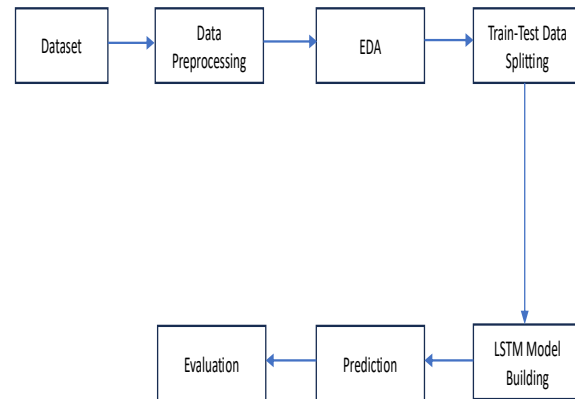 Dataset
Data
Preprocessing
EDA
Train-Test Data
Splitting
LSTM Model
Building
Prediction
Evaluation